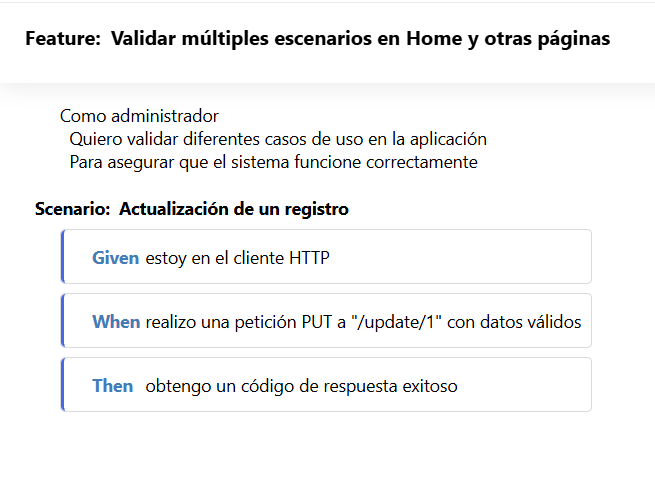 Feature: Validar múltiples escenarios en Home y otras páginas
Como administrador
Quiero validar diferentes casos de uso en la aplicación
Para asegurar que el sistema funcione correctamente
Scenario: Actualización de un registro
Given estoy en el cliente HTTP
When realizo una petición PUT a "/update/1" con datos válidos
Then obtengo un código de respuesta exitoso